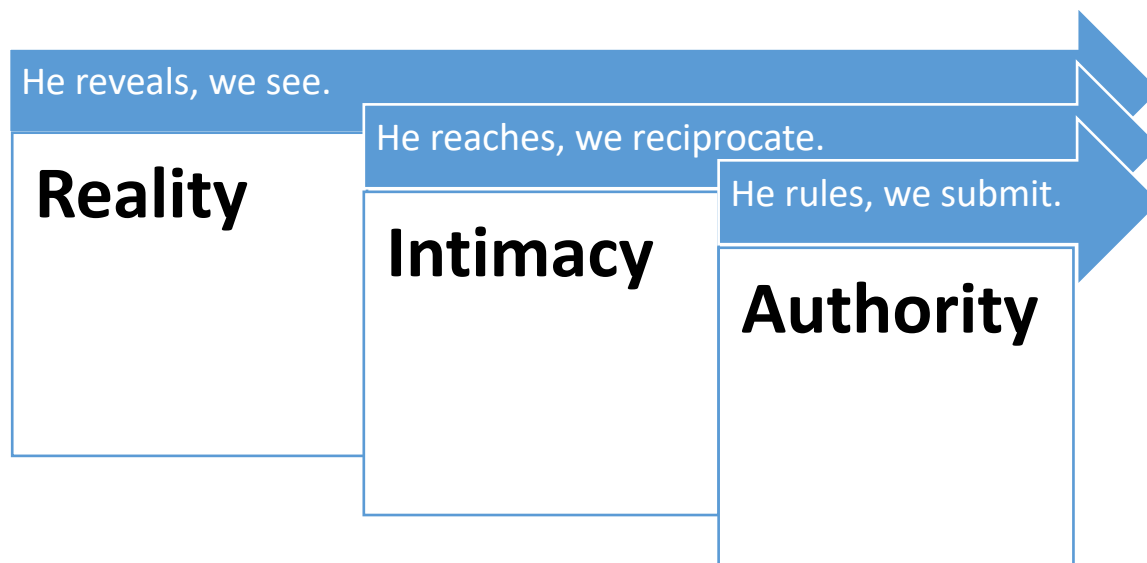 He reveals, we see.
Reality
He reaches, we reciprocate.
Intimacy
He rules, we submit.
Authority